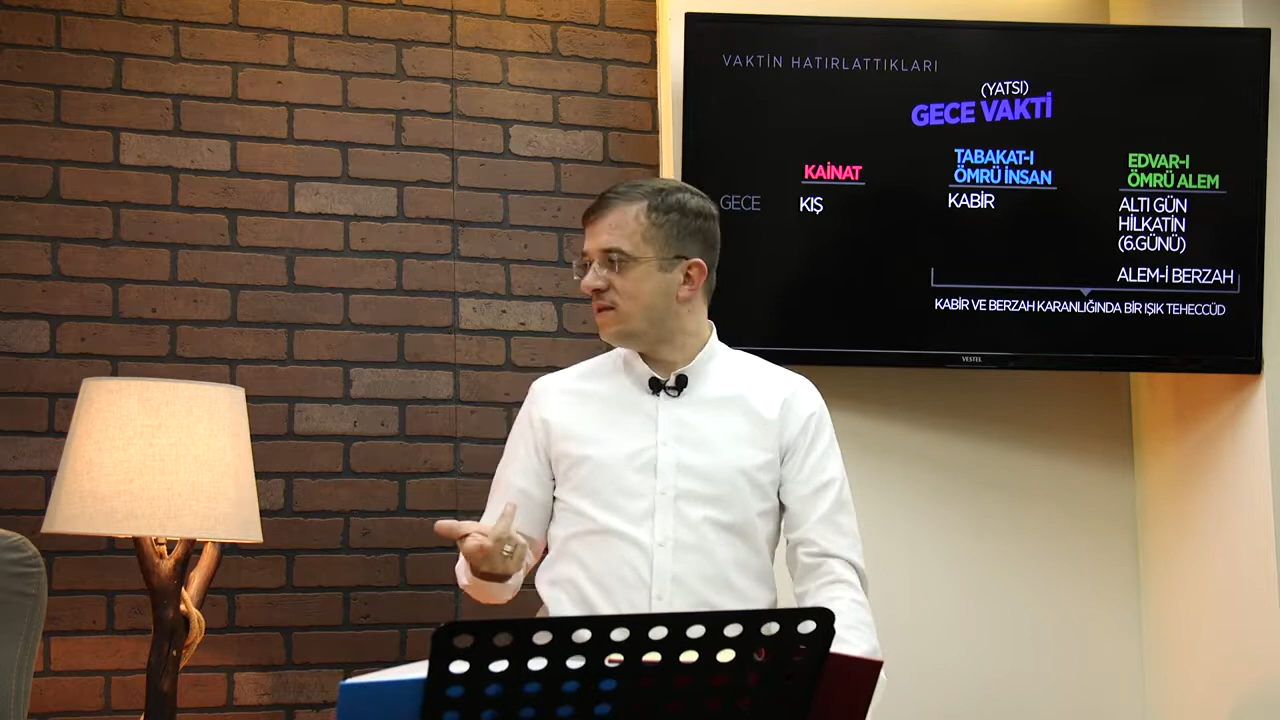 VAKTİN HATIRLATTIKLARI
(YATSI)
GECE VAKTİ
KAİNAT
TABAKAT-I
ÖMRÜ İNSAN
EDVAR-I
ÖMRÜ ALEM
GECE
KIŞ
KABİR
ALTI GÜN
HİLKATİN
(6.GÜNÜ)
ALEM-İ BERZAH
KABİR VE BERZAH KARANLIĞINDA BİR IŞIK TEHECCÜD
VESTEL